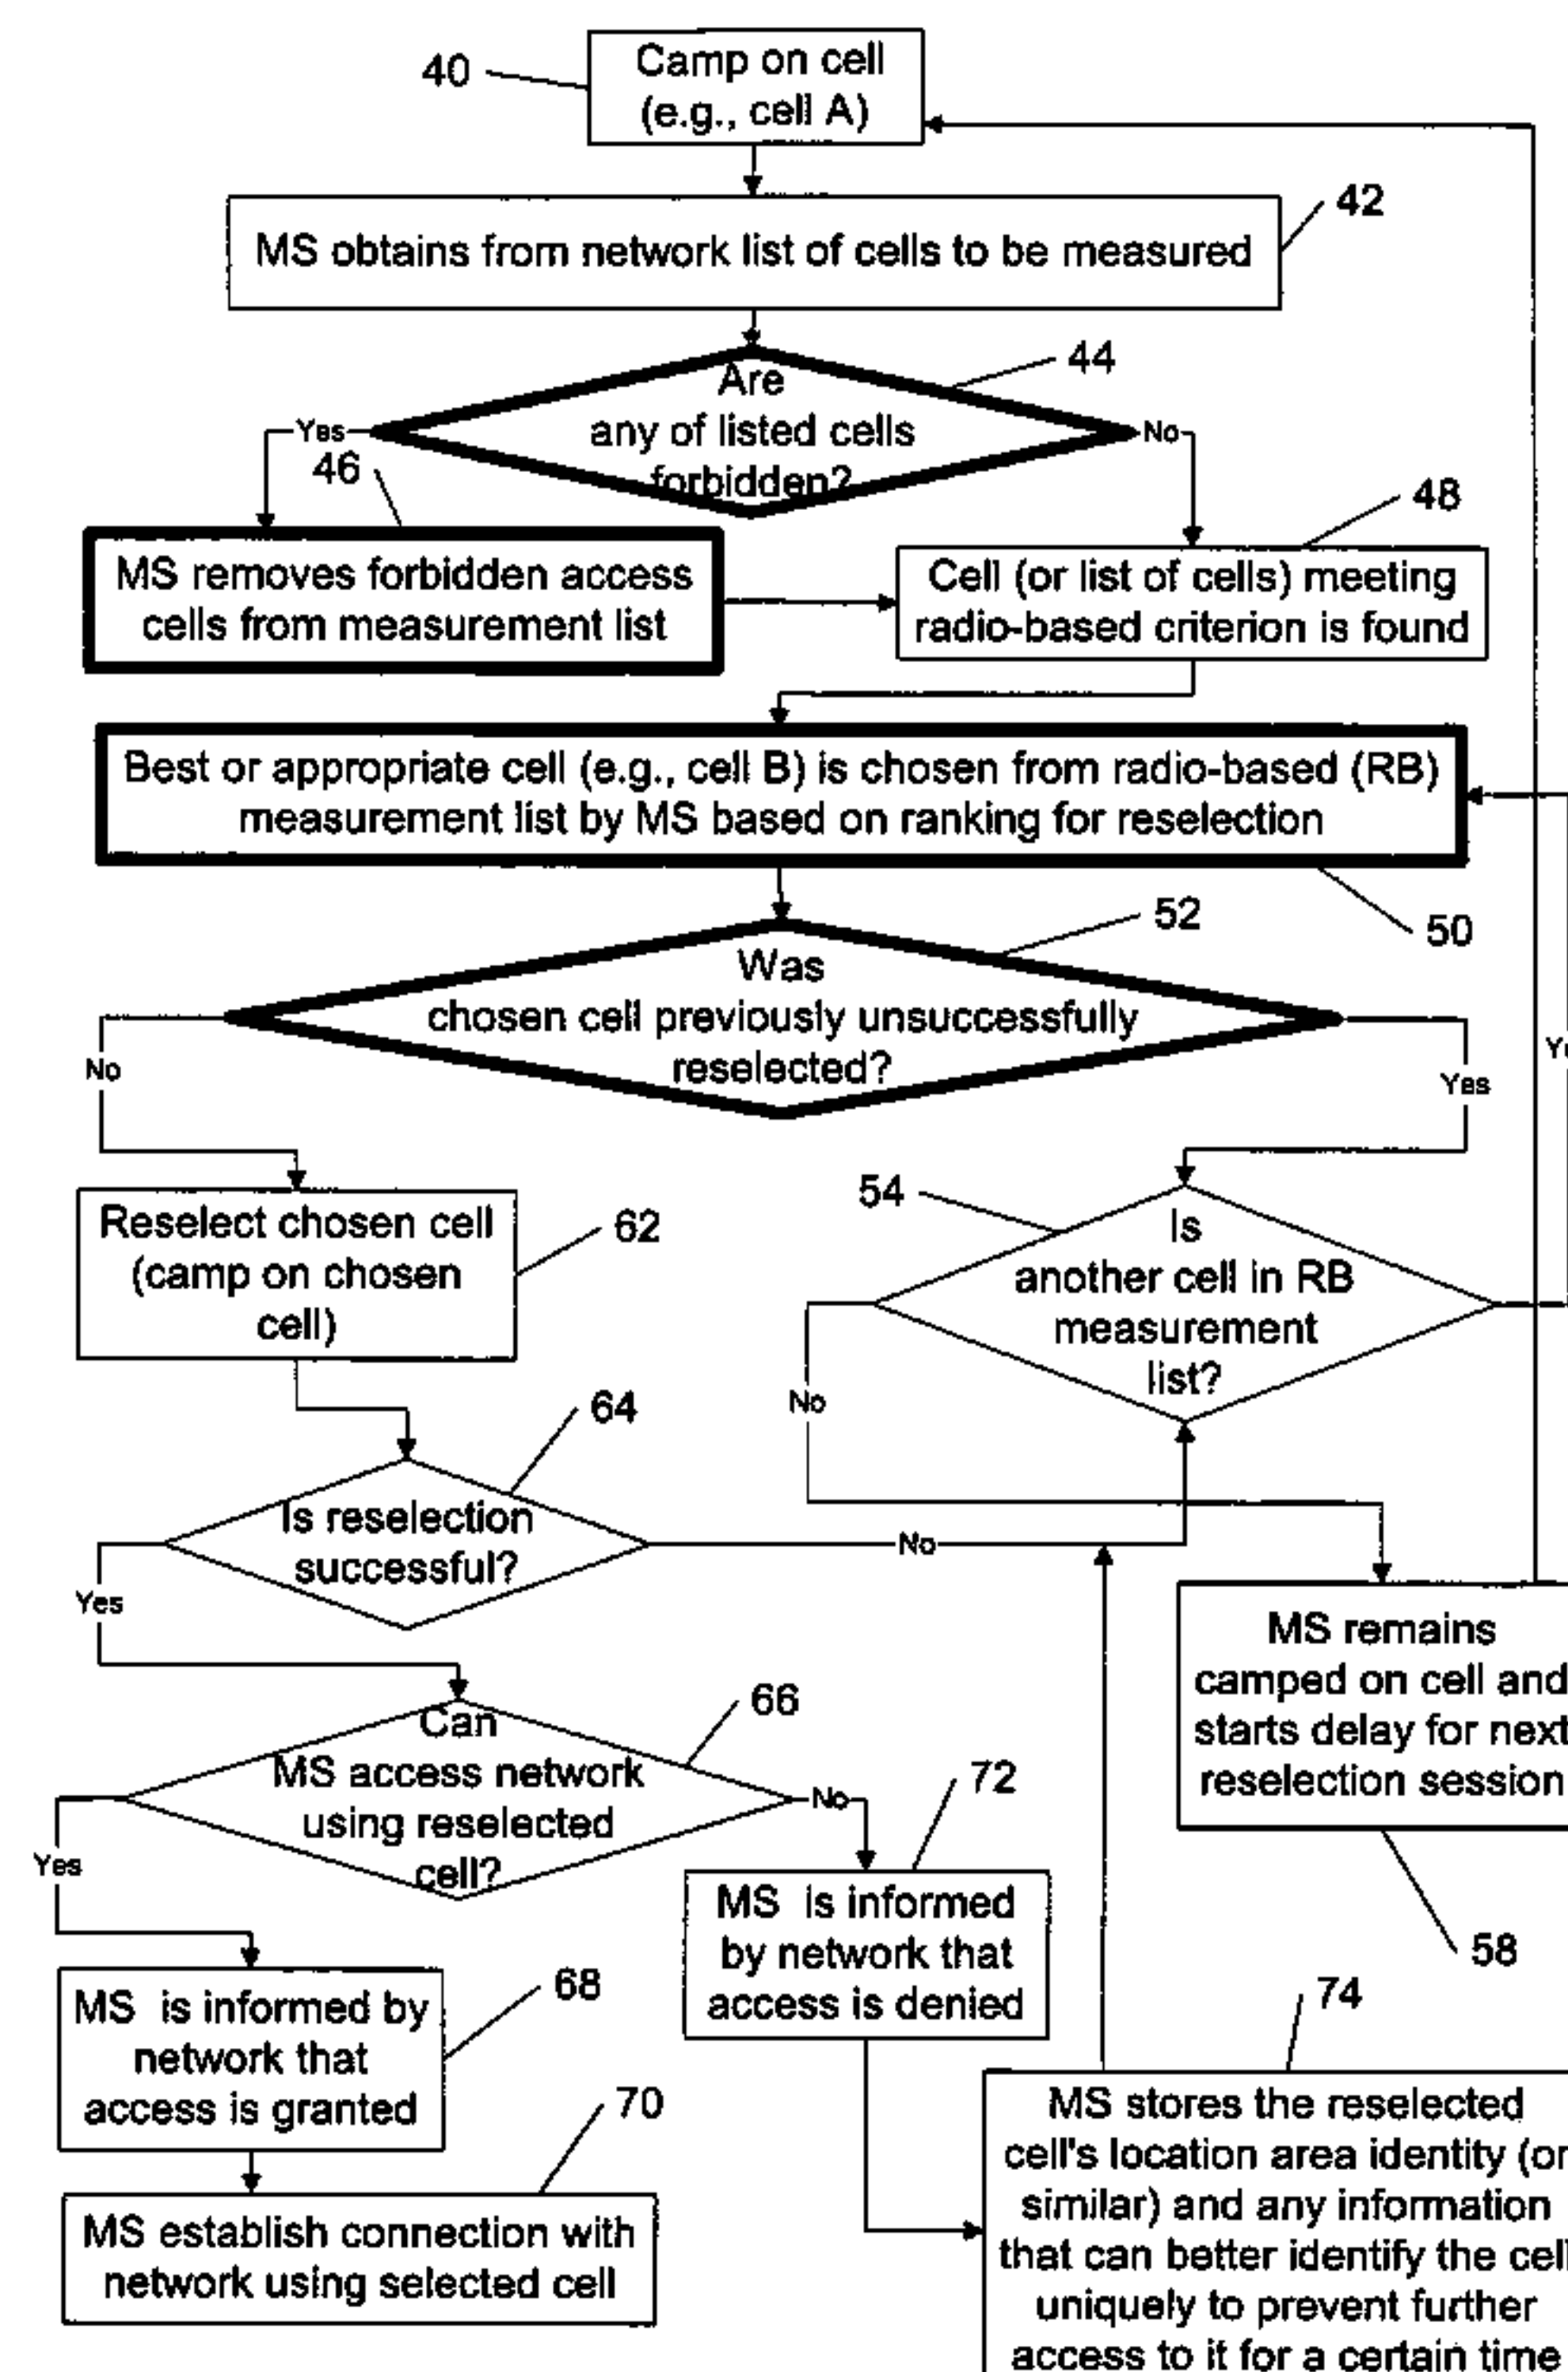 40
Camp on cell
(e.g., cell A)
42
MS obtains from network list of cells to be measured
44
Are
any of listed cells
forbidden?
Yes
No
46
48
MS removes forbidden access
cells from measurement list
Cell (or list of cells) meeting
radio-based criterion is found
Best or appropriate cell (e.g., cell B) is chosen from radio-based (RB)
measurement list by MS based on ranking for reselection
50
52
Was
chosen cell previously unsuccessfully
reselected?
No
Yes
54
Reselect chosen cell
(camp on chosen
cell)
62
Is
another cell in RB
measurement
list?
No
64
Is reselection
successful?
No
Yes
MS remains
camped on cell and
starts delay for next
reselection session
58
66
Can
MS access network
using reselected
cell?
No
Yes
72
MS is informed
by network that
access is denied
68
MS is informed by
network that
access is granted
74
MS stores the reselected
cell's location area identity (or
similar) and any information
that can better identify the cell
uniquely to prevent further
access to it for a certain time
70
MS establish connection with
network using selected cell